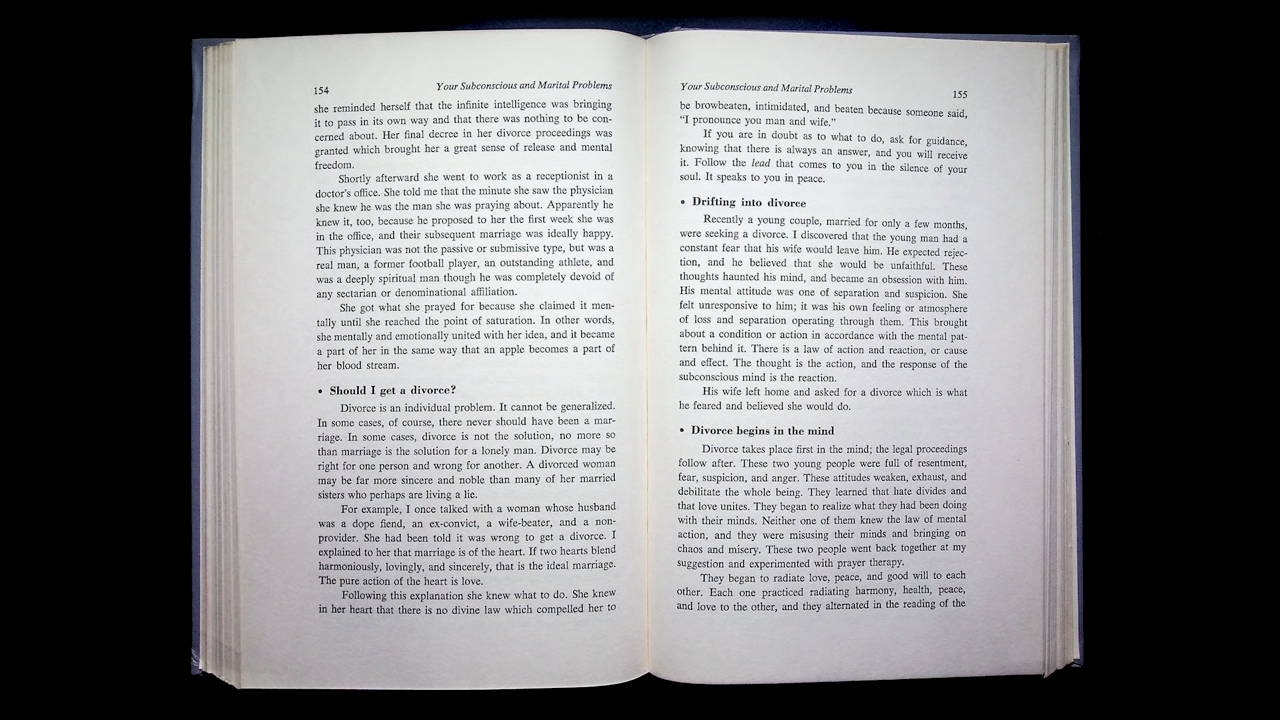 154
Your Subconscious and Marital Problems
she reminded herself that the infinite intelligence was bringing
it to pass in its own way and that there was nothing to be con-
cerned about. Her final decree in her divorce proceedings was
granted which brought her a great sense of release and mental
freedom.
Shortly afterward she went to work as a receptionist in a
doctor's office. She told me that the minute she saw the physician
she knew he was the man she was praying about. Apparently he
knew it, too, because he proposed to her the first week she was
in the office, and their subsequent marriage was ideally happy.
This physician was not the passive or submissive type, but was a
real man, a former football player, an outstanding athlete, and
was a deeply spiritual man though he was completely devoid of
any sectarian or denominational affiliation.
She got what she prayed for because she claimed it men-
tally until she reached the point of saturation. In other words,
she mentally and emotionally united with her idea, and it became
a part of her in the same way that an apple becomes a part of
her blood stream.
• Should I get a divorce?
Divorce is an individual problem. It cannot be generalized.
In some cases, of course, there never should have been a mar-
riage. In some cases, divorce is not the solution, no more so
than marriage is the solution for a lonely man. Divorce may be
right for one person and wrong for another. A divorced woman
may be far more sincere and noble than many of her married
sisters who perhaps are living a lie.
For example, I once talked with a woman whose husband
was a dope fiend, an ex-convict, a wife-beater, and a non-
provider. She had been told it was wrong to get a divorce. I
explained to her that marriage is of the heart. If two hearts blend
harmoniously, lovingly, and sincerely, that is the ideal marriage.
The pure action of the heart is love.
Following this explanation she knew what to do. She knew
in her heart that there is no divine law which compelled her to
Your Subconscious and Marital Problems
155
be browbeaten, intimidated, and beaten because someone said,
"I pronounce you man and wife."
If you are in doubt as to what to do, ask for guidance,
knowing that there is always an answer, and you will receive
it. Follow the lead that comes to you in the silence of your
soul. It speaks to you in peace.
• Drifting into divorce
Recently a young couple, married for only a few months,
were seeking a divorce. I discovered that the young man had a
constant fear that his wife would leave him. He expected rejec-
tion, and he believed that she would be unfaithful. These
thoughts haunted his mind, and became an obsession with him.
His mental attitude was one of separation and suspicion. She
felt unresponsive to him; it was his own feeling or atmosphere
of loss and separation operating through them. This brought
about a condition or action in accordance with the mental pat-
tern behind it. There is a law of action and reaction, or cause
and effect. The thought is the action, and the response of the
subconscious mind is the reaction.
His wife left home and asked for a divorce which is what
he feared and believed she would do.
• Divorce begins in the mind
Divorce takes place first in the mind; the legal proceedings
follow after. These two young people were full of resentment,
fear, suspicion, and anger. These attitudes weaken, exhaust, and
debilitate the whole being. They learned that hate divides and
that love unites. They began to realize what they had been doing
with their minds. Neither one of them knew the law of mental
action, and they were misusing their minds and bringing on
chaos and misery. These two people went back together at my
suggestion and experimented with prayer therapy.
They began to radiate love, peace, and good will to each
other. Each one practiced radiating harmony, health, peace,
and love to the other, and they alternated in the reading of the